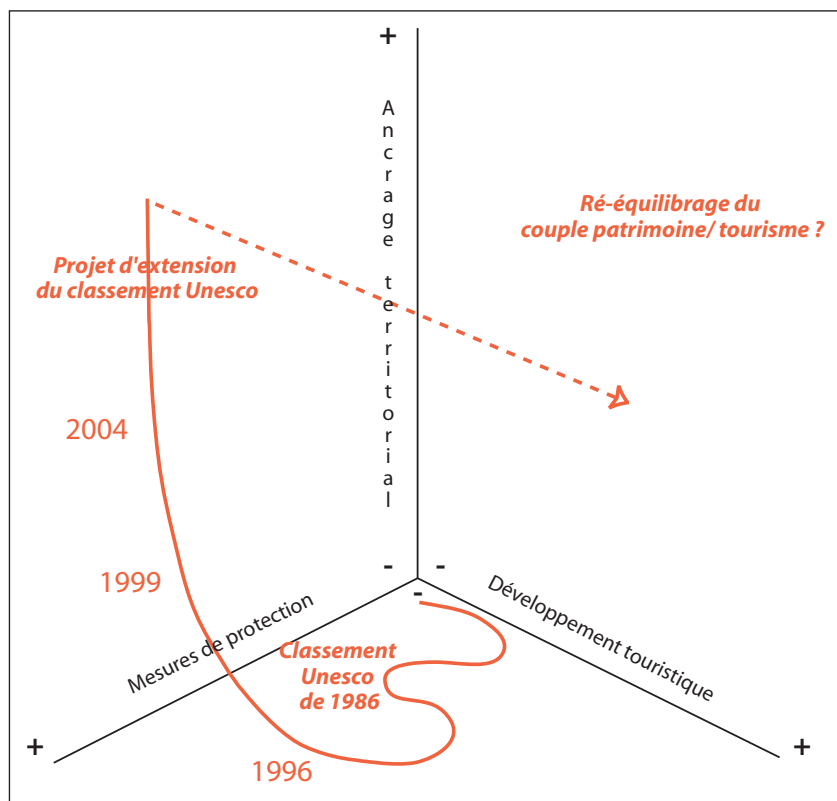 +
Ancrage territorial
Ré-équilibrage du
couple patrimoine/ tourisme ?
Projet d'extension
du classement Unesco
2004
1999
- -
-
Mesures de protection
Développement touristique
Classement
Unesco
de 1986
+
+
1996